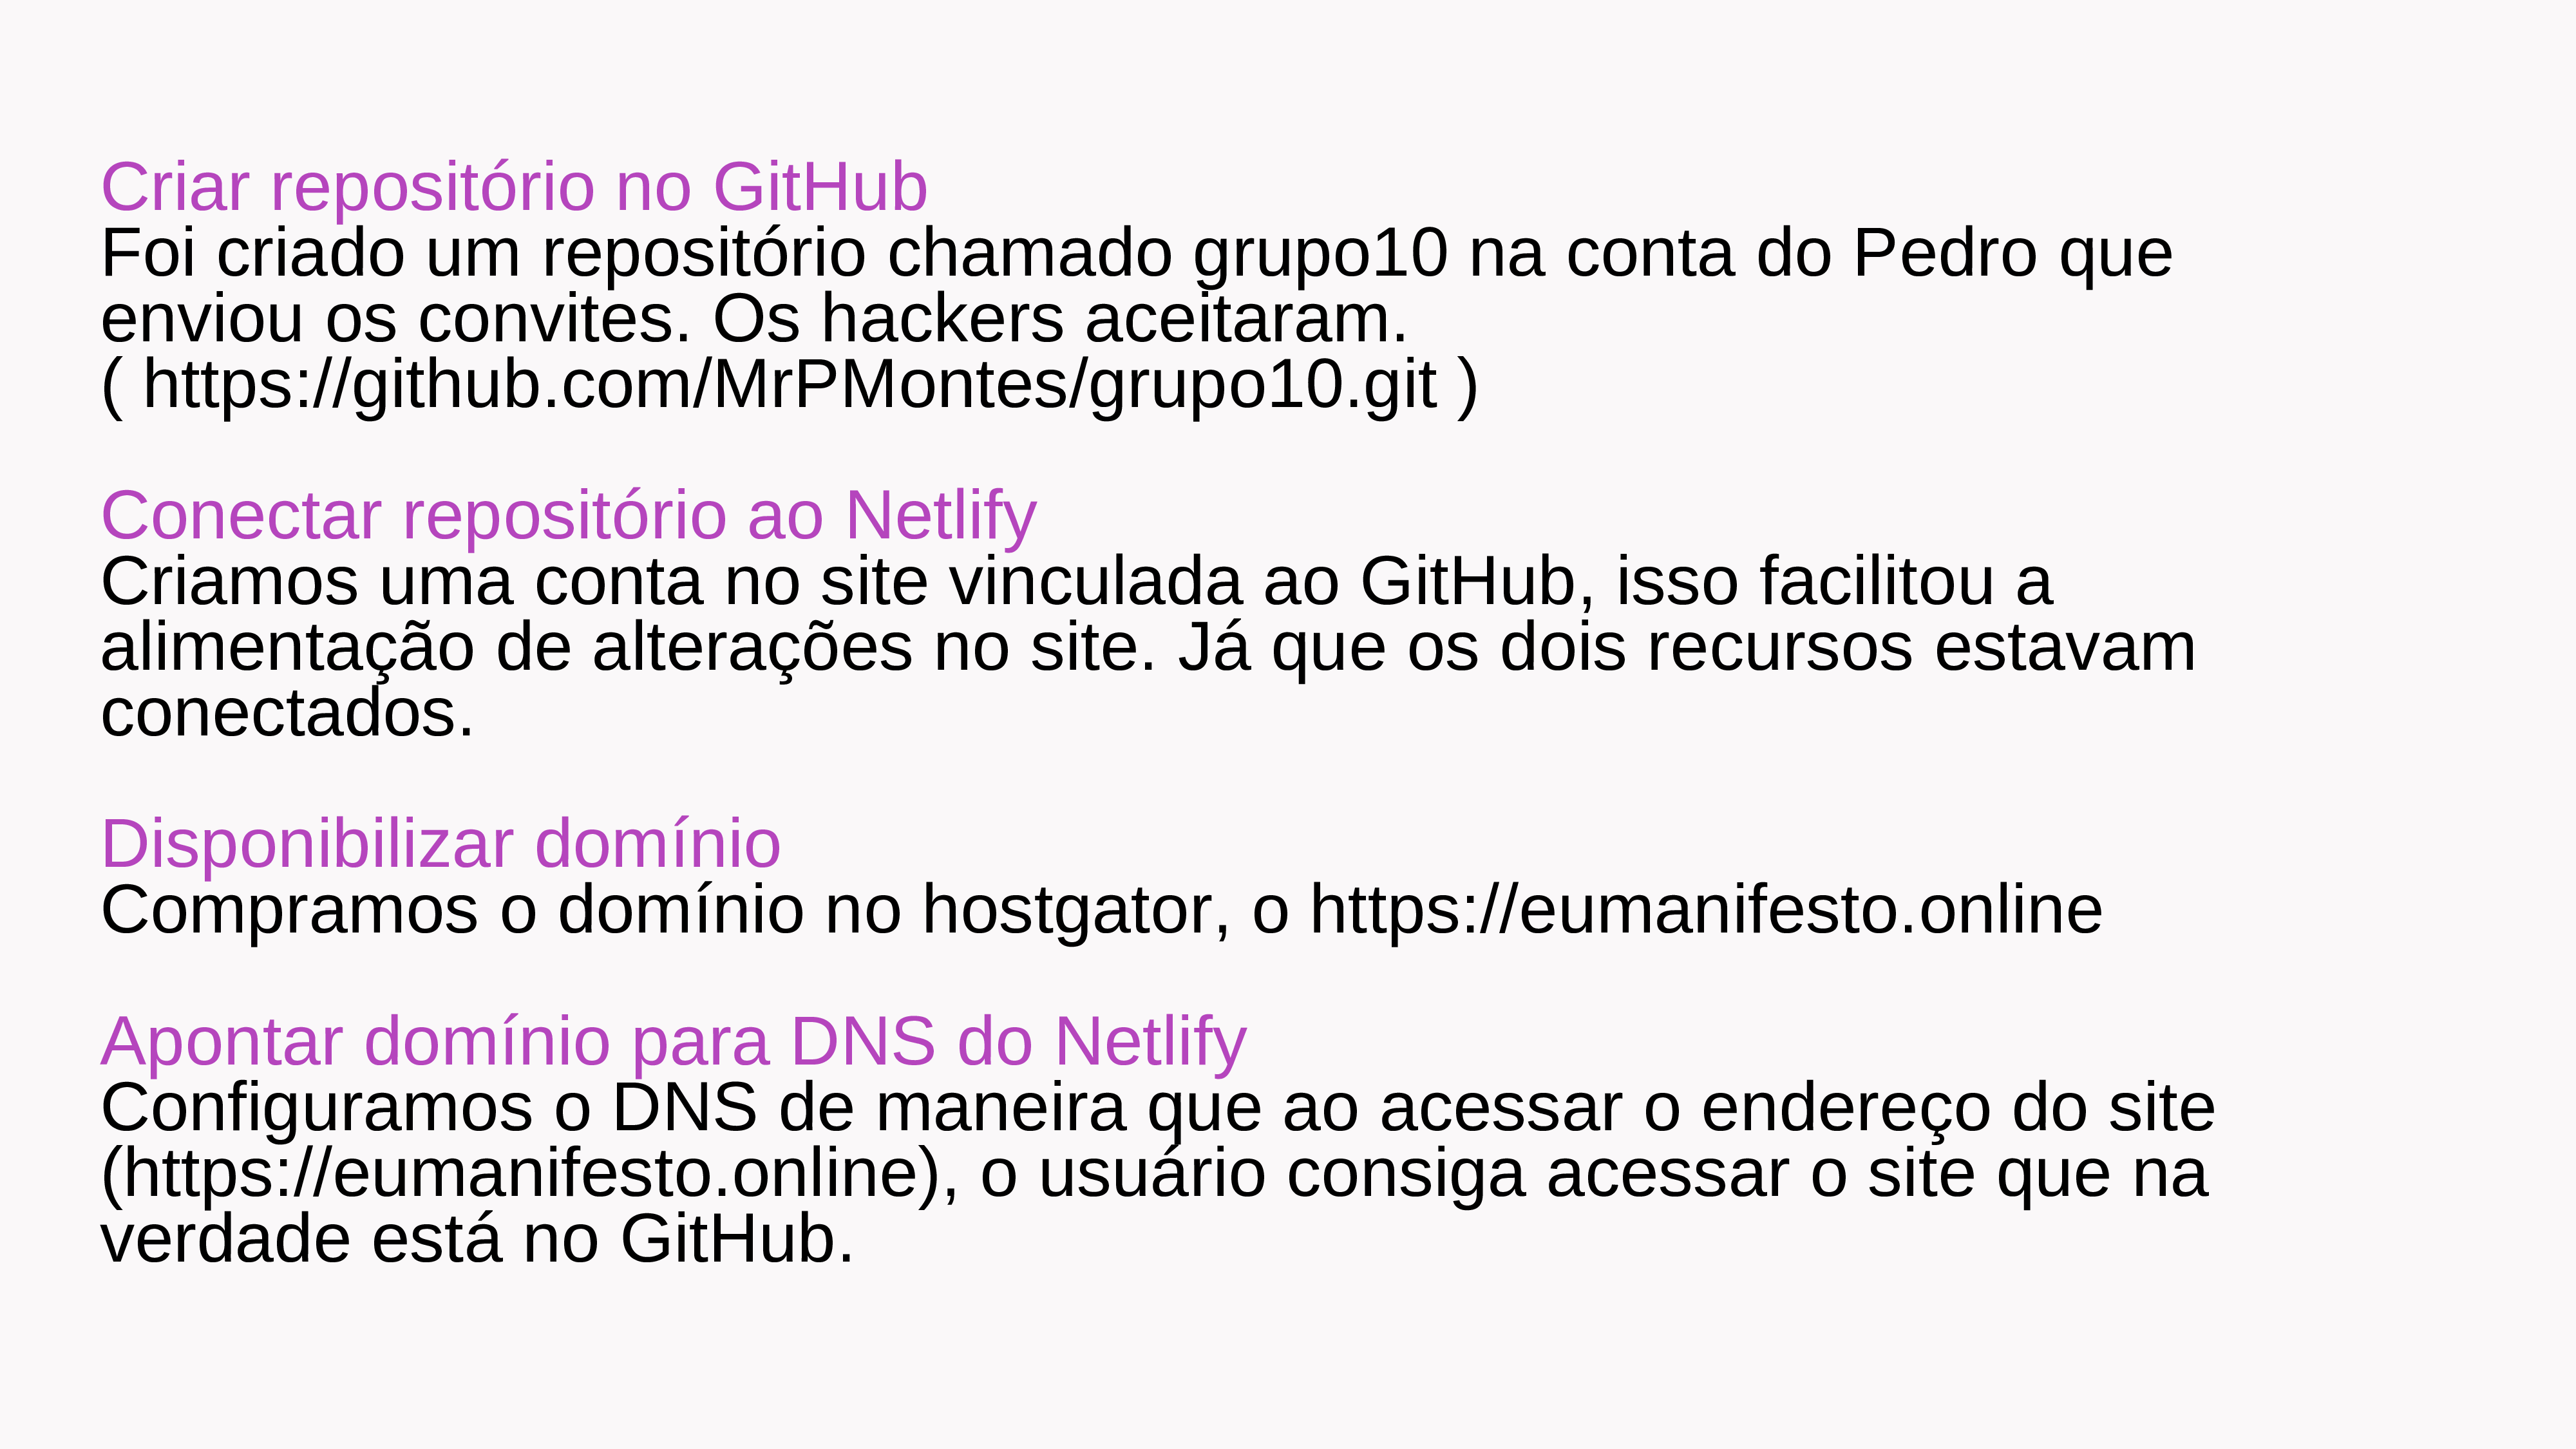 Criar repositório no GitHub
Foi criado um repositório chamado grupo10 na conta do Pedro que
enviou os convites. Os hackers aceitaram.
( https://github.com/MrPMontes/grupo10.git )
Conectar repositório ao Netlify
Criamos uma conta no site vinculada ao GitHub, isso facilitou a
alimentação de alterações no site. Já que os dois recursos estavam
conectados.
Disponibilizar domínio
Compramos o domínio no hostgator, o https://eumanifesto.online
Apontar domínio para DNS do Netlify
Configuramos o DNS de maneira que ao acessar o endereço do site
(https://eumanifesto.online), o usuário consiga acessar o site que na
verdade está no GitHub.